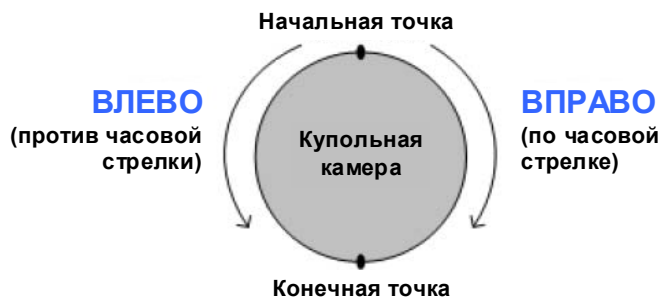 Начальная точка
ВЛЕВО
(против часовой
стрелки)
Купольная
камера
ВПРАВО
(по часовой
стрелке)
Конечная точка